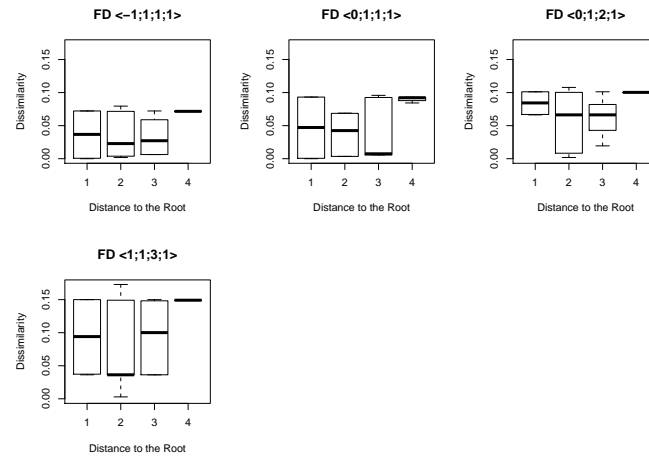 FD <−1;1;1;1>
Dissimilarity
0.00 0.05 0.10 0.15
1 2 3 4
Distance to the Root
FD <0;1;1;1>
Dissimilarity
0.00 0.05 0.10 0.15
1 2 3 4
Distance to the Root
FD <0;1;2;1>
Dissimilarity
0.00 0.05 0.10 0.15
1 2 3 4
Distance to the Root
FD <1;1;3;1>
Dissimilarity
0.00 0.05 0.10 0.15
1 2 3 4
Distance to the Root